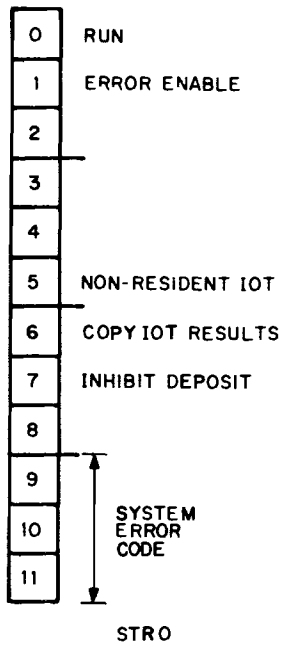 0 RUN
1 ERROR ENABLE
2
3
4
5 NON-RESIDENT IOT
6 COPY IOT RESULTS
7 INHIBIT DEPOSIT
8
9
10 SYSTEM
ERROR
CODE
11
STRO